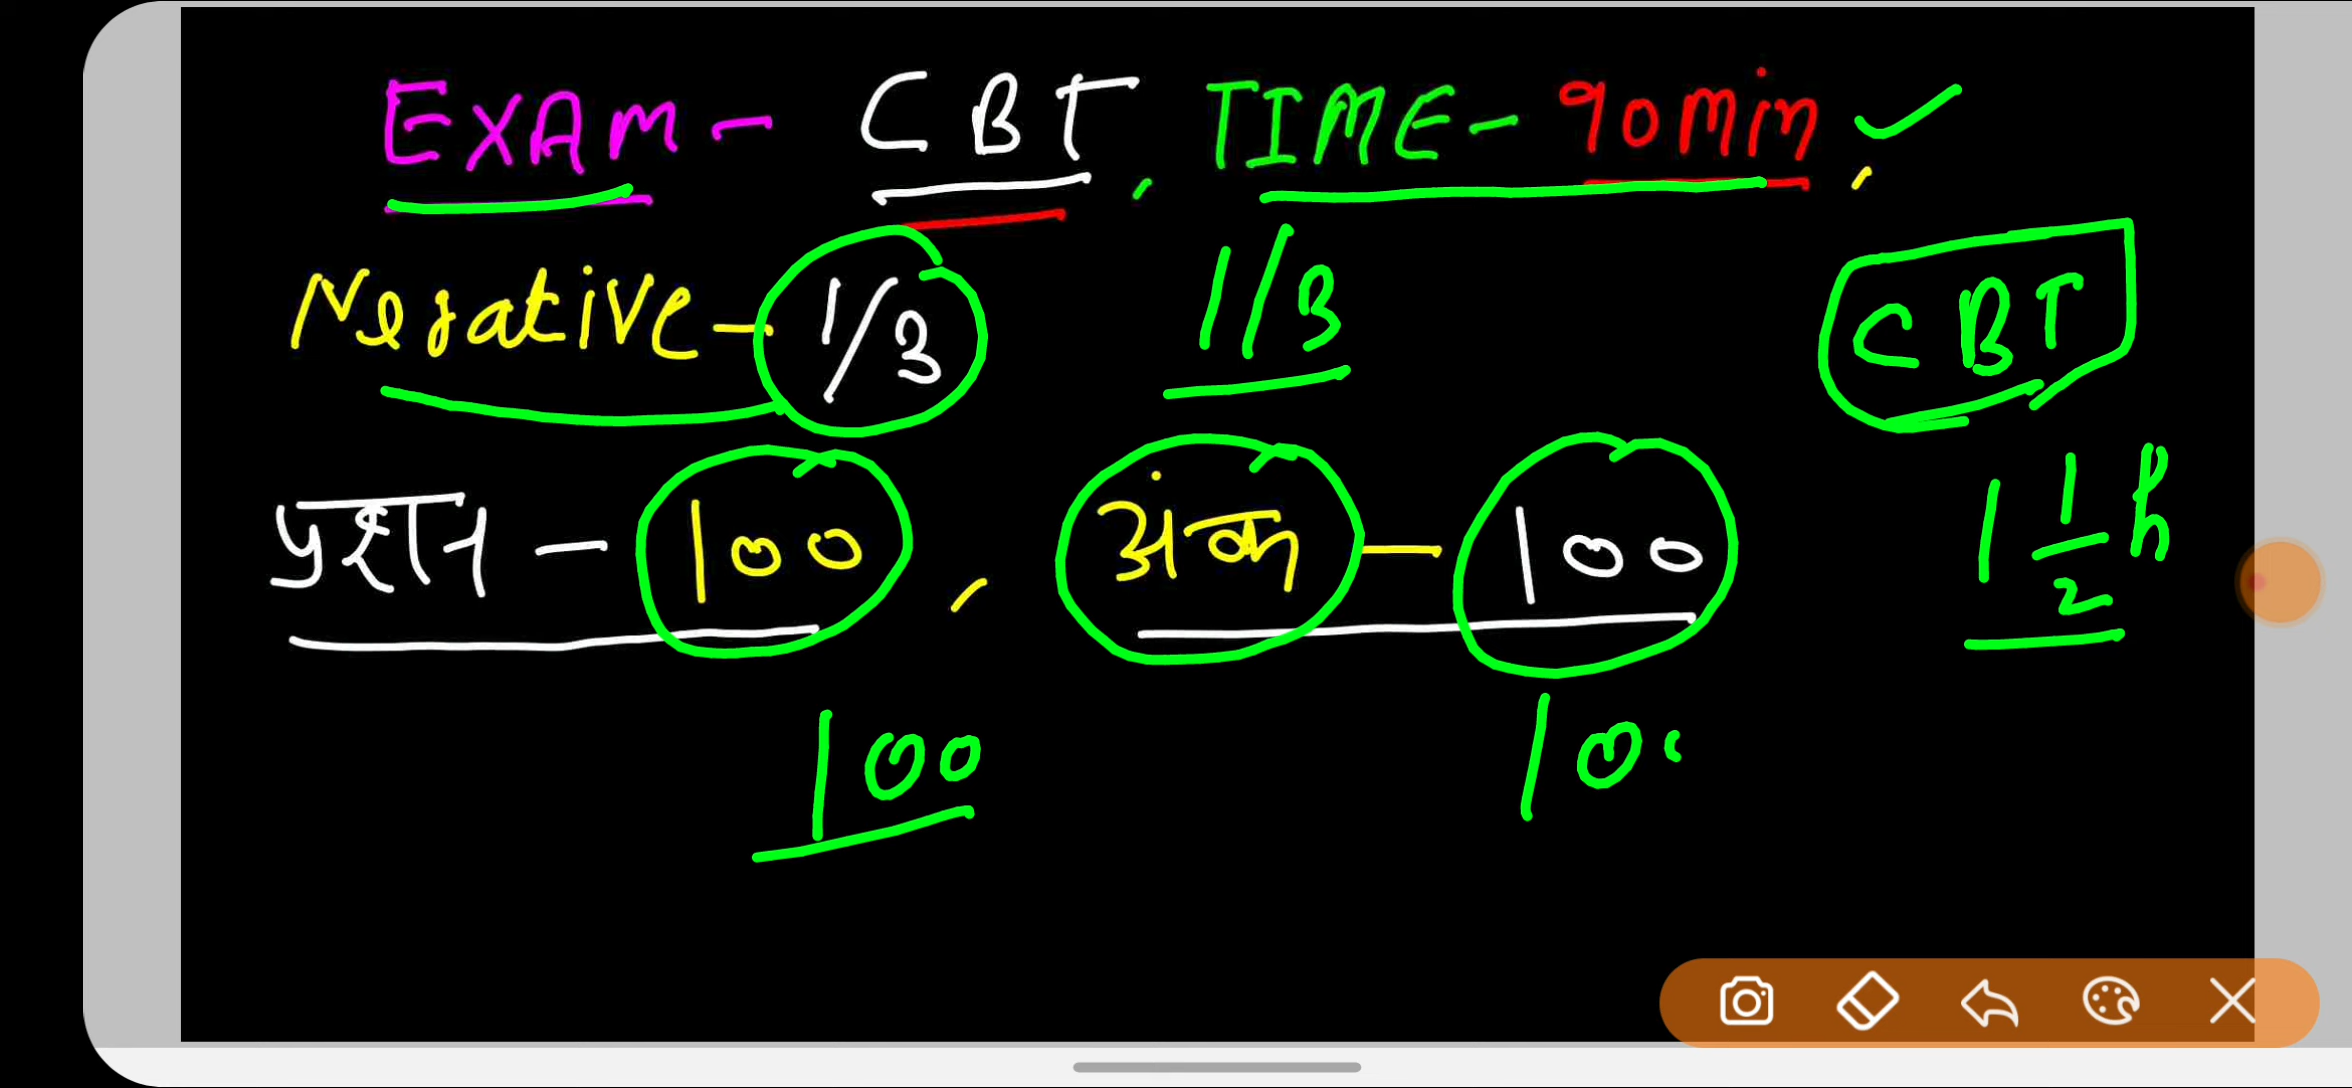 EXAM - CBT, TIME - 90min,
Negative - 1/3 1/3 CBT
प्रश्न - 100, अंक - 100 1 1/2 h
100 100